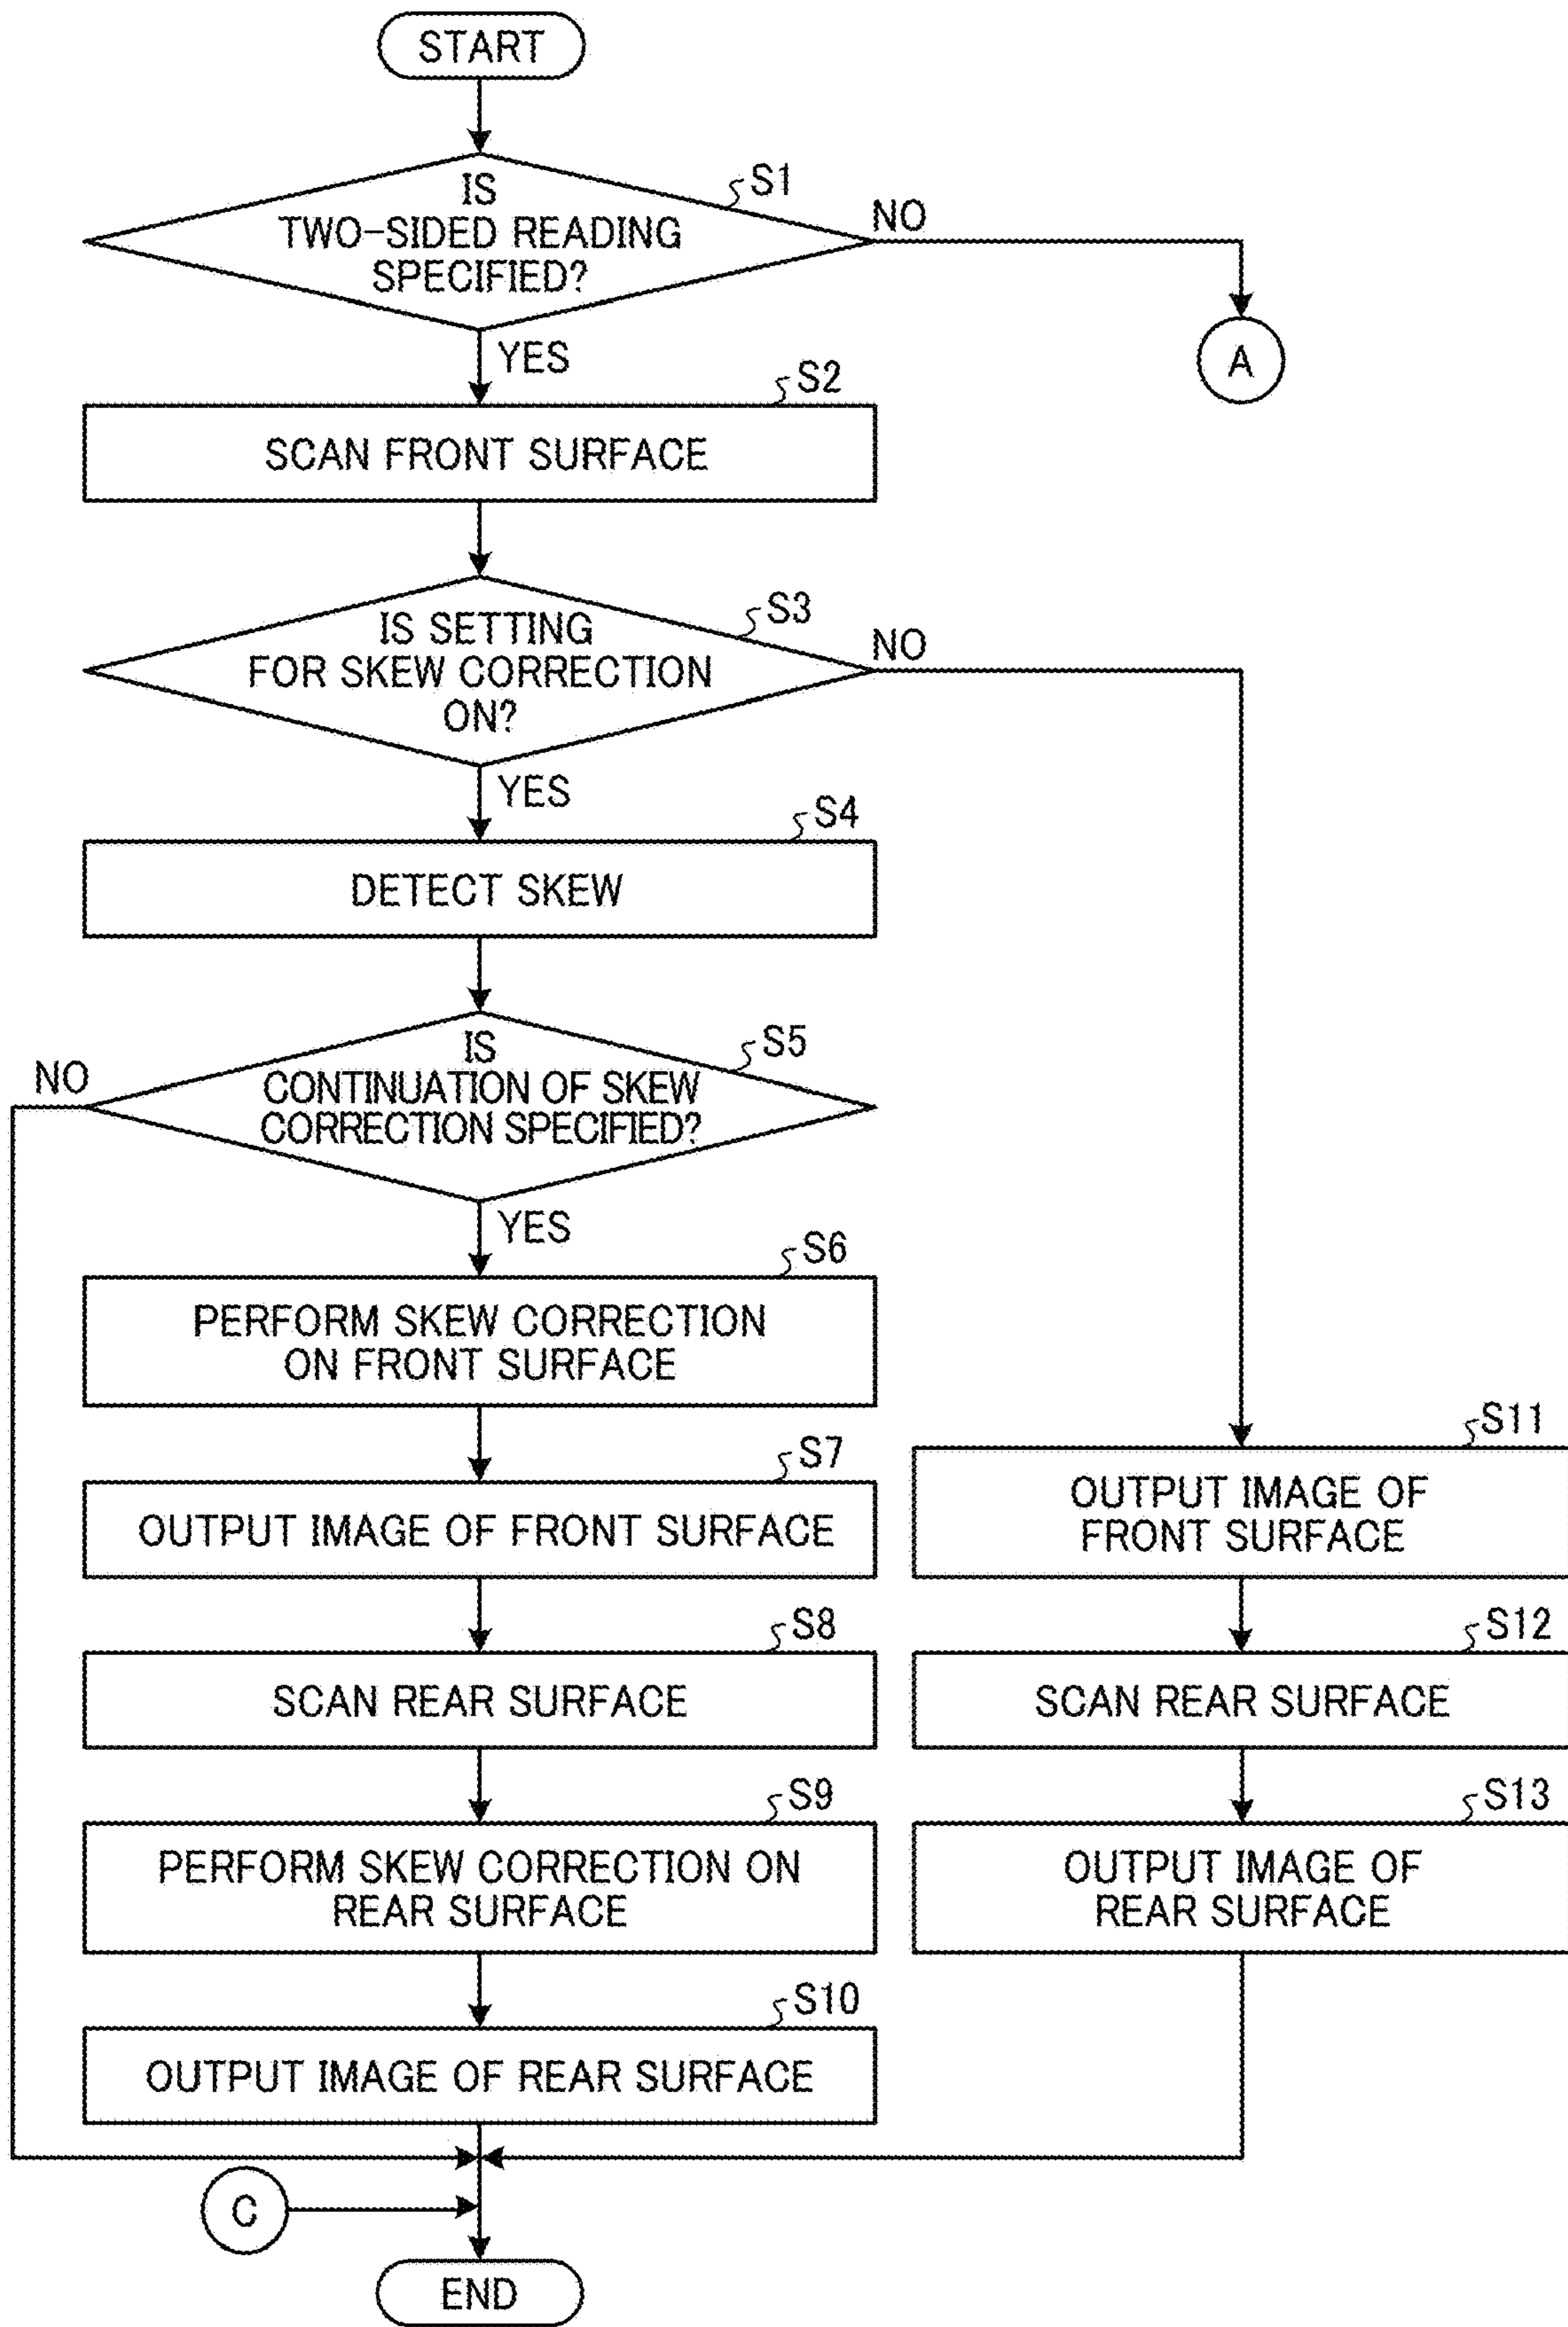 START
S1
IS
TWO-SIDED READING
SPECIFIED?
NO
A
YES
S2
SCAN FRONT SURFACE
S3
IS SETTING
FOR SKEW CORRECTION
ON?
NO
YES
S4
DETECT SKEW
S5
IS
CONTINUATION OF SKEW
CORRECTION SPECIFIED?
NO
YES
S6
PERFORM SKEW CORRECTION
ON FRONT SURFACE
S7
OUTPUT IMAGE OF FRONT SURFACE
S8
SCAN REAR SURFACE
S9
PERFORM SKEW CORRECTION ON
REAR SURFACE
S10
OUTPUT IMAGE OF REAR SURFACE
S11
OUTPUT IMAGE OF
FRONT SURFACE
S12
SCAN REAR SURFACE
S13
OUTPUT IMAGE OF
REAR SURFACE
C
END